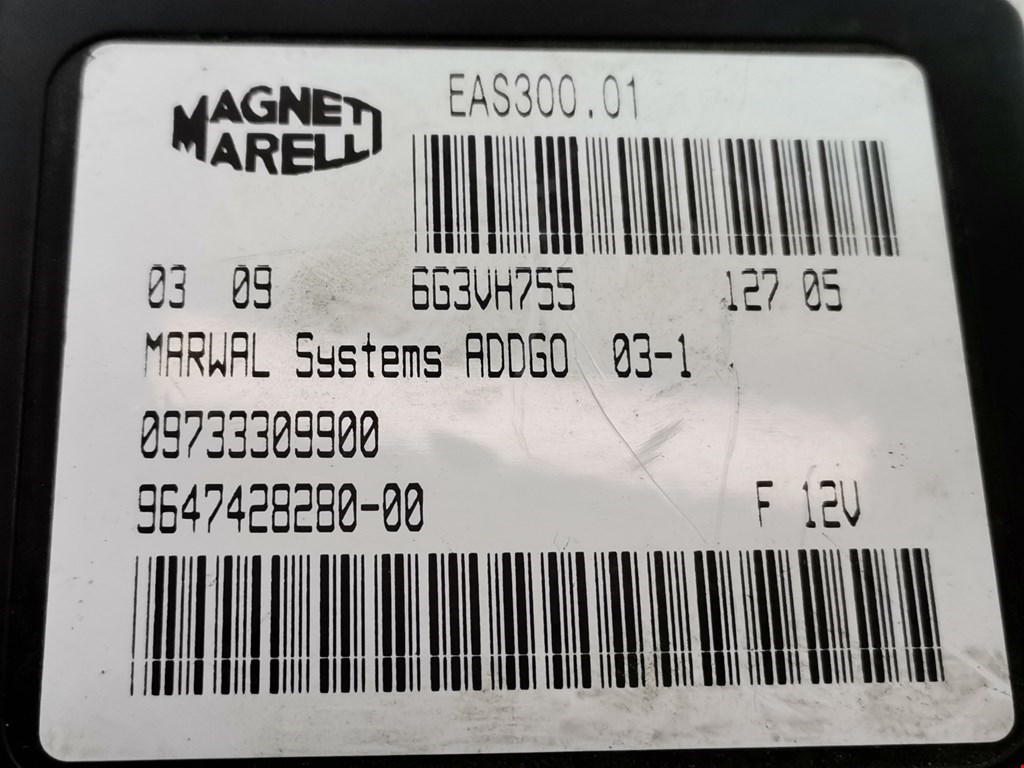 MAGNETI
MARELLI
EAS300.01
03 09 6G3VH755 127 05
MARWAL Systems ADDGO 03-1
09733309900
9647428280-00 F 12V